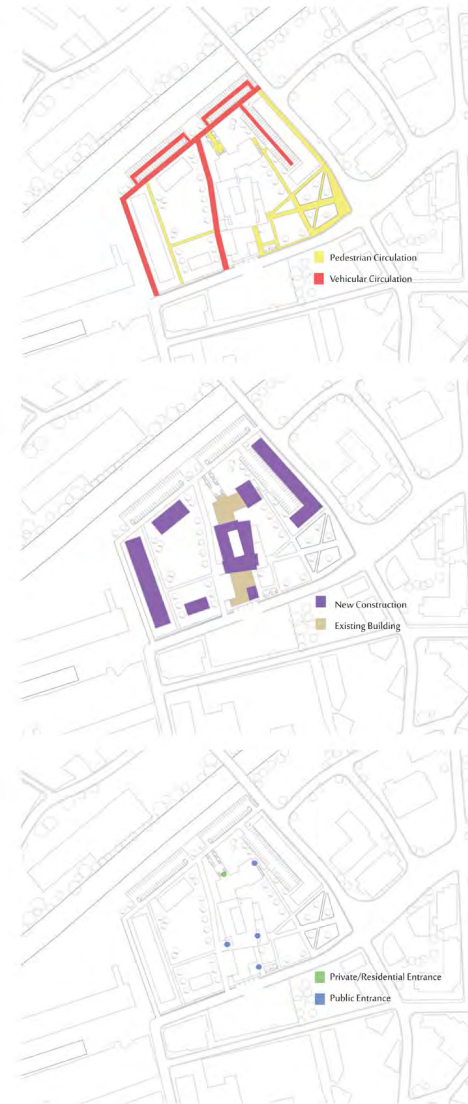 Pedestrian Circulation
Vehicular Circulation
New Construction
Existing Building
Private/Residential Entrance
Public Entrance